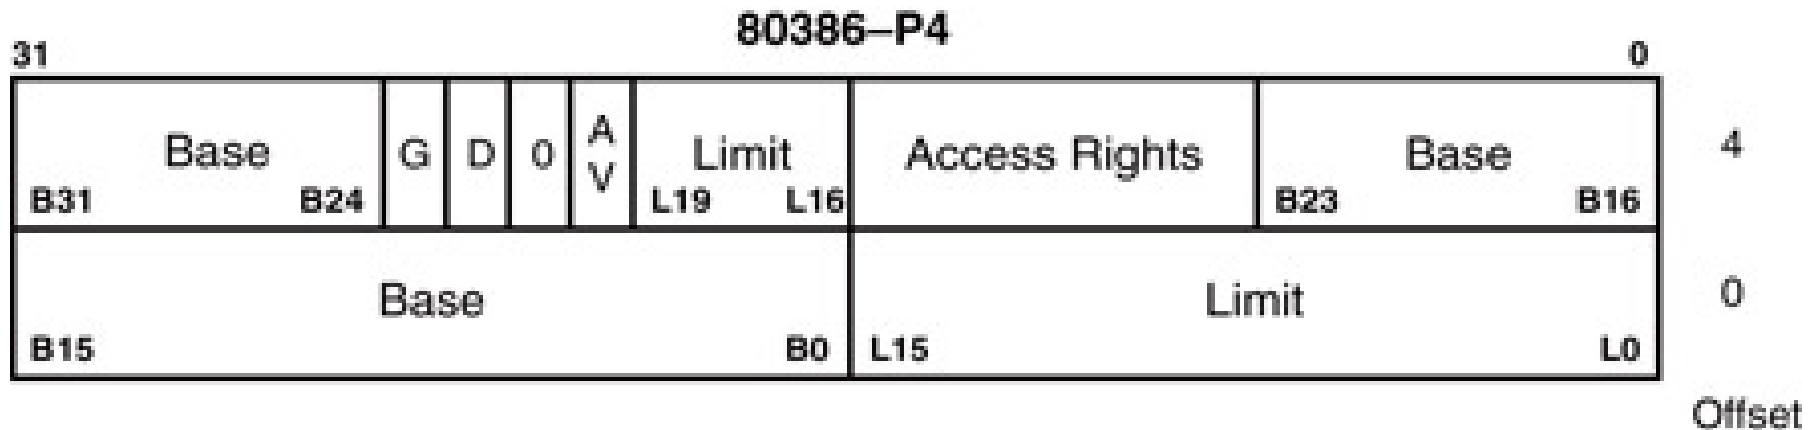 80386–P4
31 0
Base G D 0 A V Limit Access Rights Base 4
B31 B24 L19 L16 B23 B16
Base Limit 0
B15 B0 L15 L0
Offset